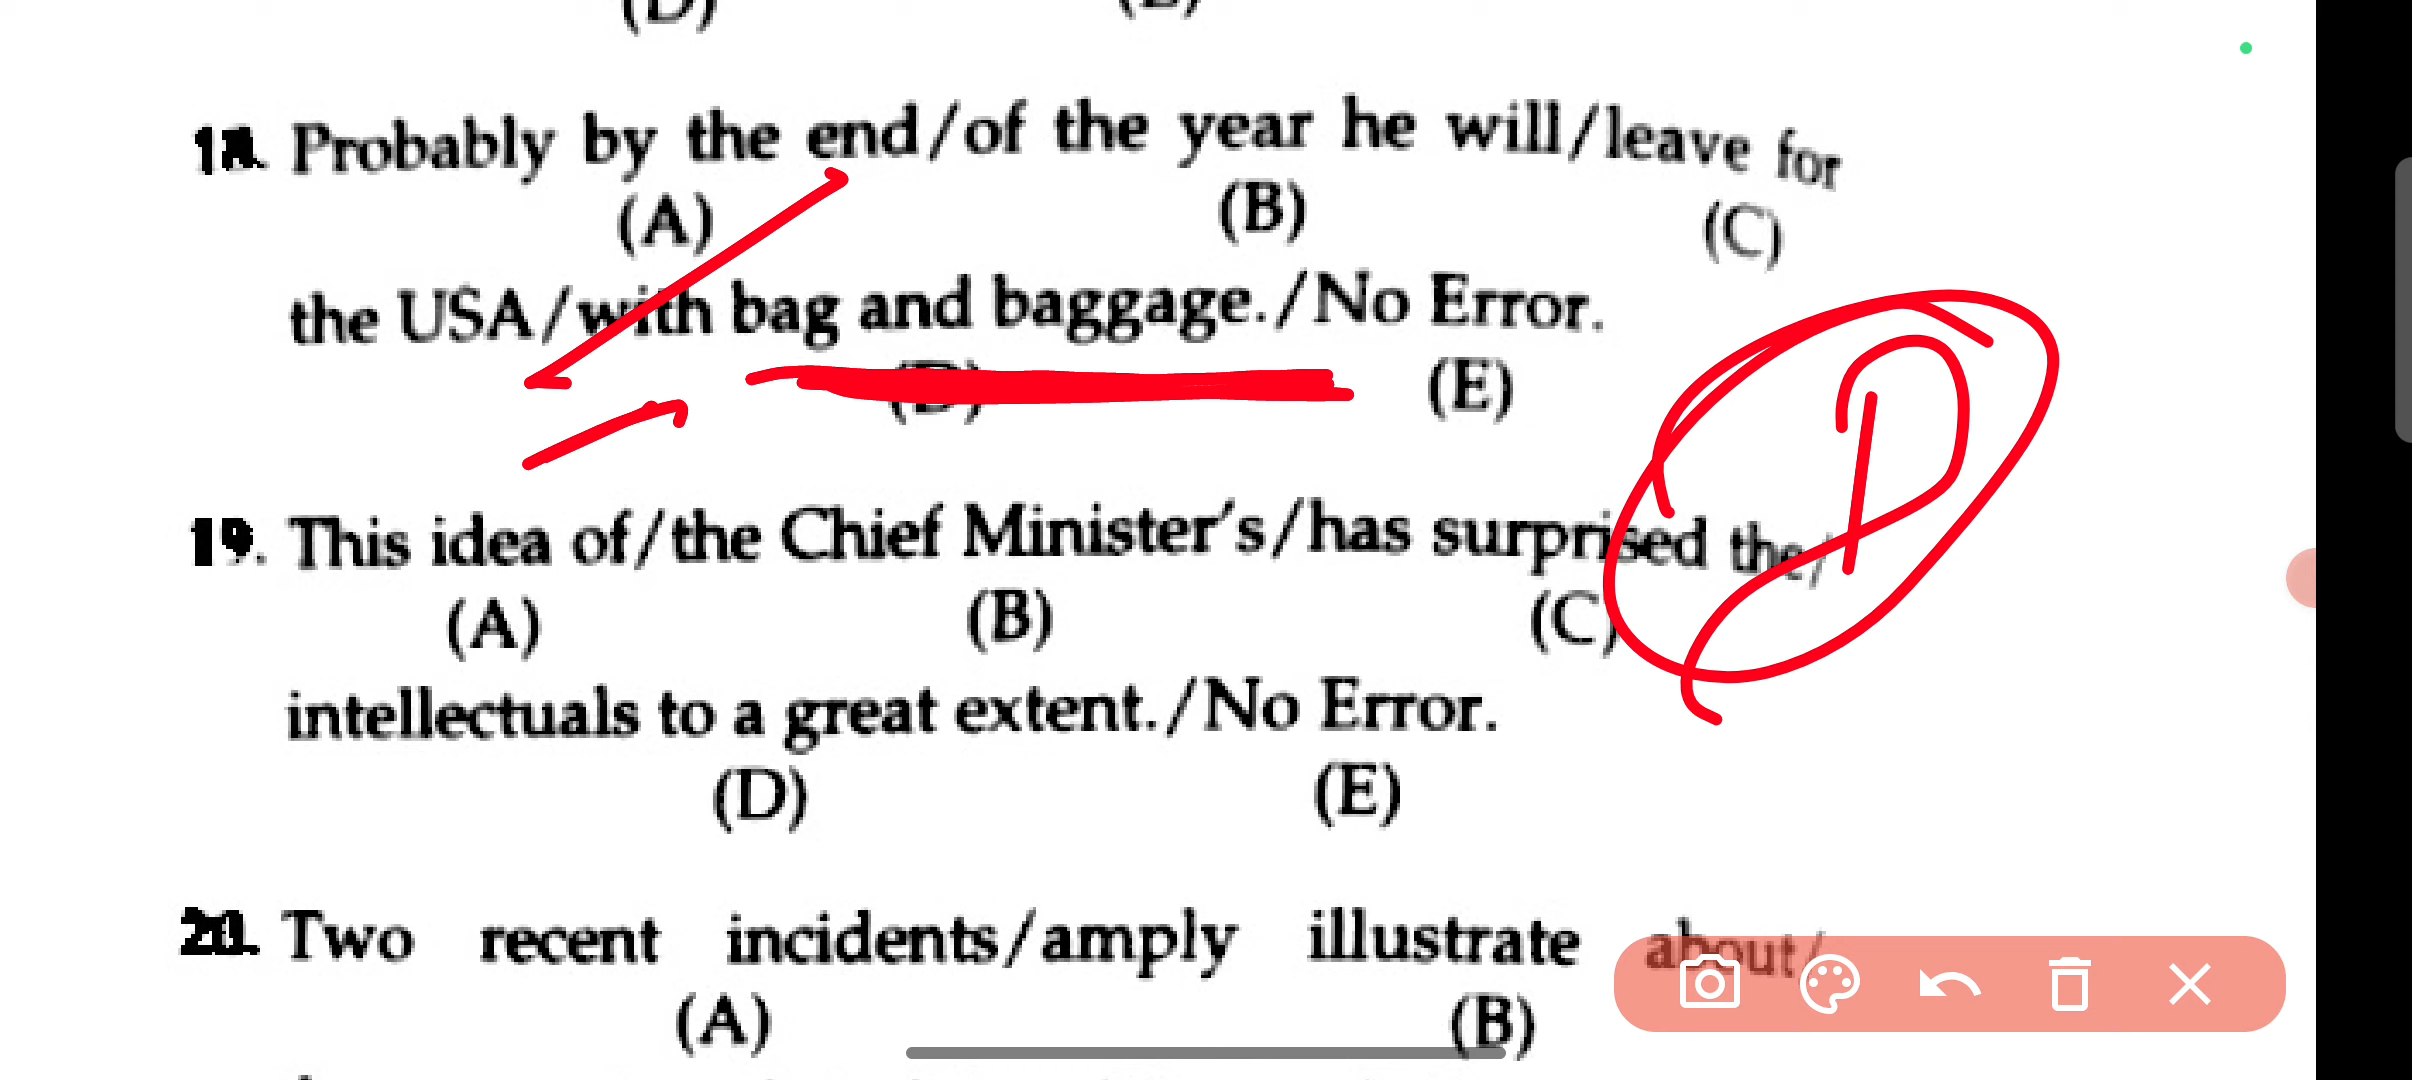 (D) (E)
18. Probably by the end/of the year he will/leave for
(A) (B) (C)
the USA/with bag and baggage./No Error.
(D) (E)
19. This idea of/the Chief Minister's/has surprised the/
(A) (B) (C)
intellectuals to a great extent./No Error.
(D) (E)
Two recent incidents/amply illustrate about/
(A) (B)